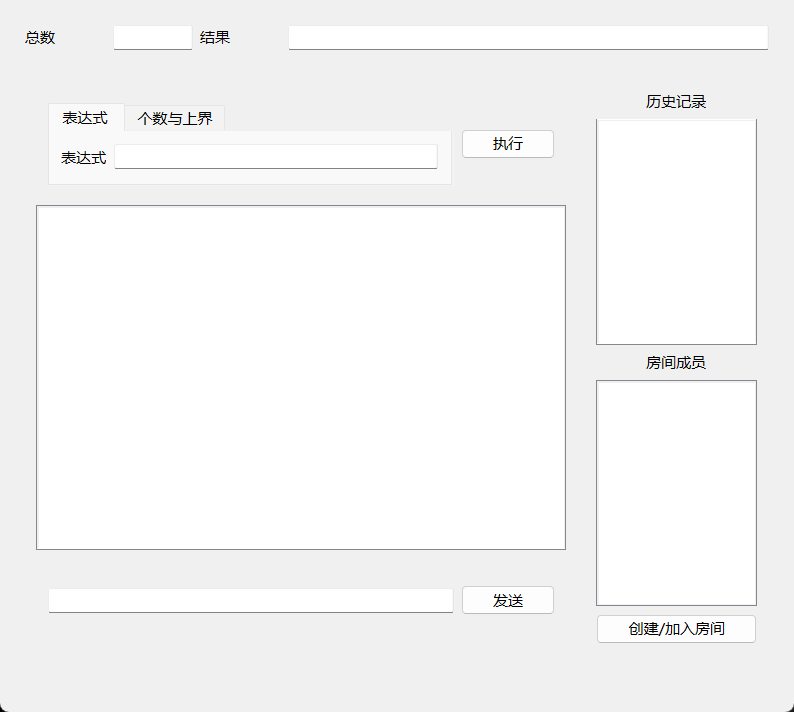 总数
结果
历史记录
表达式
个数与上界
执行
表达式
房间成员
发送
创建/加入房间